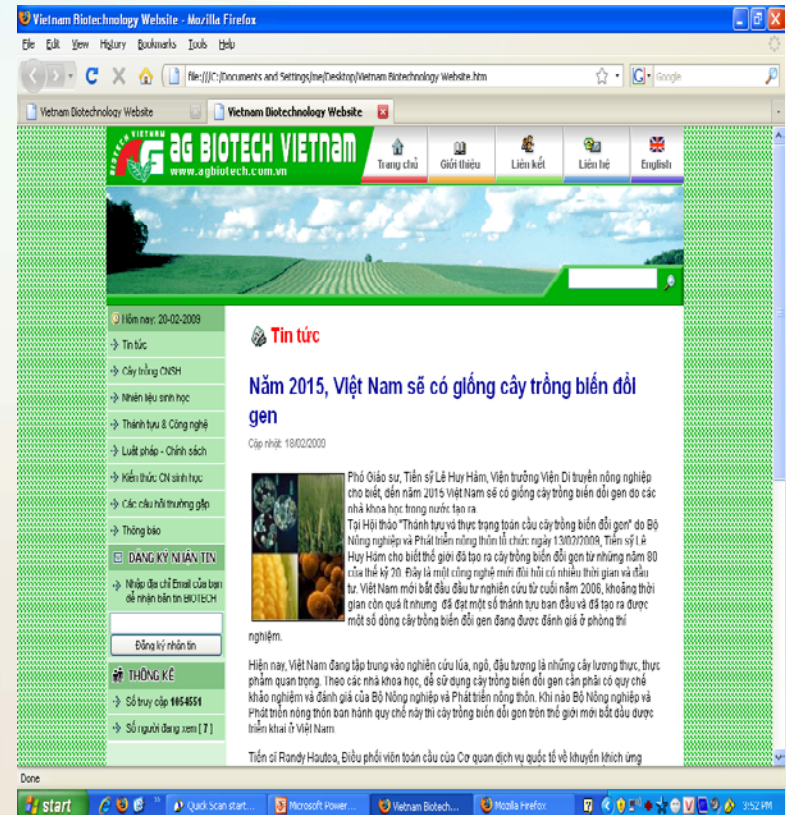 Vietnam Biotechnology Website - Mozilla Firefox
File Edit View History Bookmarks Tools Help
file:///C:/Documents and Settings/me/Desktop/Vietnam Biotechnology Website.htm
Google
Vietnam Biotechnology Website
Vietnam Biotechnology Website
BIOTECH VIETNAM
AG BIOTECH VIETNAM
www.agbiotech.com.vn
Trang chủ Giới thiệu Liên kết Liên hệ English
Hôm nay: 20-02-2009
Tin tức
Cây trồng CNSH
Nhiên liệu sinh học
Thành tựu & Công nghệ
Luật pháp - Chính sách
Kiến thức CN sinh học
Các câu hỏi thường gặp
Thông báo
ĐĂNG KÝ NHẬN TIN
Nhập địa chỉ Email của bạn
để nhận bản tin BIOTECH
Đăng ký nhận tin
THỐNG KÊ
Số truy cập 1054551
Số người đang xem [ 7 ]
Tin tức
Năm 2015, Việt Nam sẽ có giống cây trồng biến đổi
gen
Cập nhật: 18/02/2009
Phó Giáo sư, Tiến sỹ Lê Huy Hàm, Viện trưởng Viện Di truyền nông nghiệp
cho biết, đến năm 2015 Việt Nam sẽ có giống cây trồng biến đổi gen do các
nhà khoa học trong nước tạo ra.
Tại Hội thảo "Thành tựu và thực trạng toàn cầu cây trồng biến đổi gen" do Bộ
Nông nghiệp và Phát triển nông thôn tổ chức ngày 13/02/2009, Tiến sỹ Lê
Huy Hàm cho biết thế giới đã tạo ra cây trồng biến đổi gen từ những năm 80
của thế kỷ 20. Đây là một công nghệ mới đòi hỏi có nhiều thời gian và đầu
tư. Việt Nam mới bắt đầu đầu tư nghiên cứu từ cuối năm 2006, khoảng thời
gian còn quá ít nhưng đã đạt một số thành tựu ban đầu và đã tạo ra được
một số dòng cây trồng biến đổi gen đang được đánh giá ở phòng thí
nghiệm.
Hiện nay, Việt Nam đang tập trung vào nghiên cứu lúa, ngô, đậu tương là những cây lương thực, thực
phẩm quan trọng. Theo các nhà khoa học, để sử dụng cây trồng biến đổi gen cần phải có quy chế
khảo nghiệm và đánh giá của Bộ Nông nghiệp và Phát triển nông thôn. Khi nào Bộ Nông nghiệp và
Phát triển nông thôn ban hành quy chế này thì cây trồng biến đổi gen trên thế giới mới bắt đầu được
triển khai ở Việt Nam
Tiến sĩ Randy Hautea, Điều phối viên toàn cầu của Cơ quan dịch vụ quốc tế về khuyến khích ứng
Done
start
Quick Scan start...
Microsoft Power...
Vietnam Biotech...
Mozilla Firefox
3:52 PM